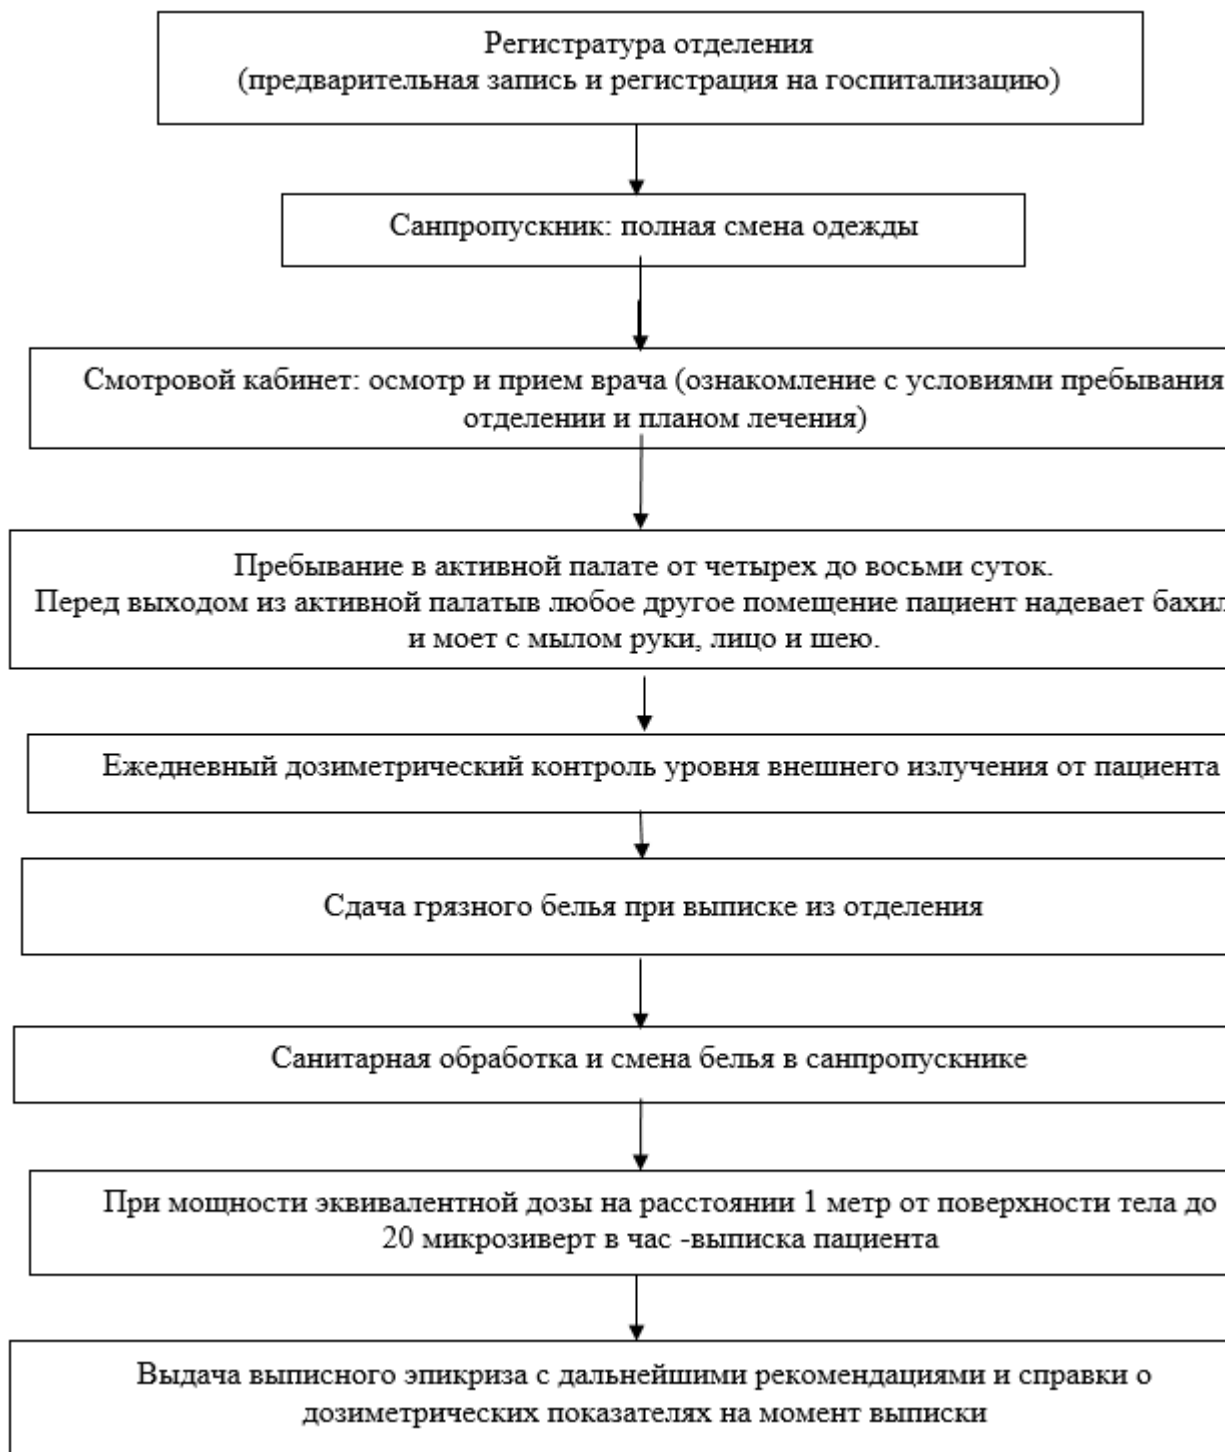 Регистратура отделения
(предварительная запись и регистрация на госпитализацию)
Санпропускник: полная смена одежды
Смотровой кабинет: осмотр и прием врача (ознакомление с условиями пребывания
отделении и планом лечения)
Пребывание в активной палате от четырех до восьми суток.
Перед выходом из активной палатыв любое другое помещение пациент надевает бахил
и моет с мылом руки, лицо и шею.
Ежедневный дозиметрический контроль уровня внешнего излучения от пациента
Сдача грязного белья при выписке из отделения
Санитарная обработка и смена белья в санпропускнике
При мощности эквивалентной дозы на расстоянии 1 метр от поверхности тела до
20 микрозиверт в час -выписка пациента
Выдача выписного эпикриза с дальнейшими рекомендациями и справки о
дозиметрических показателях на момент выписки